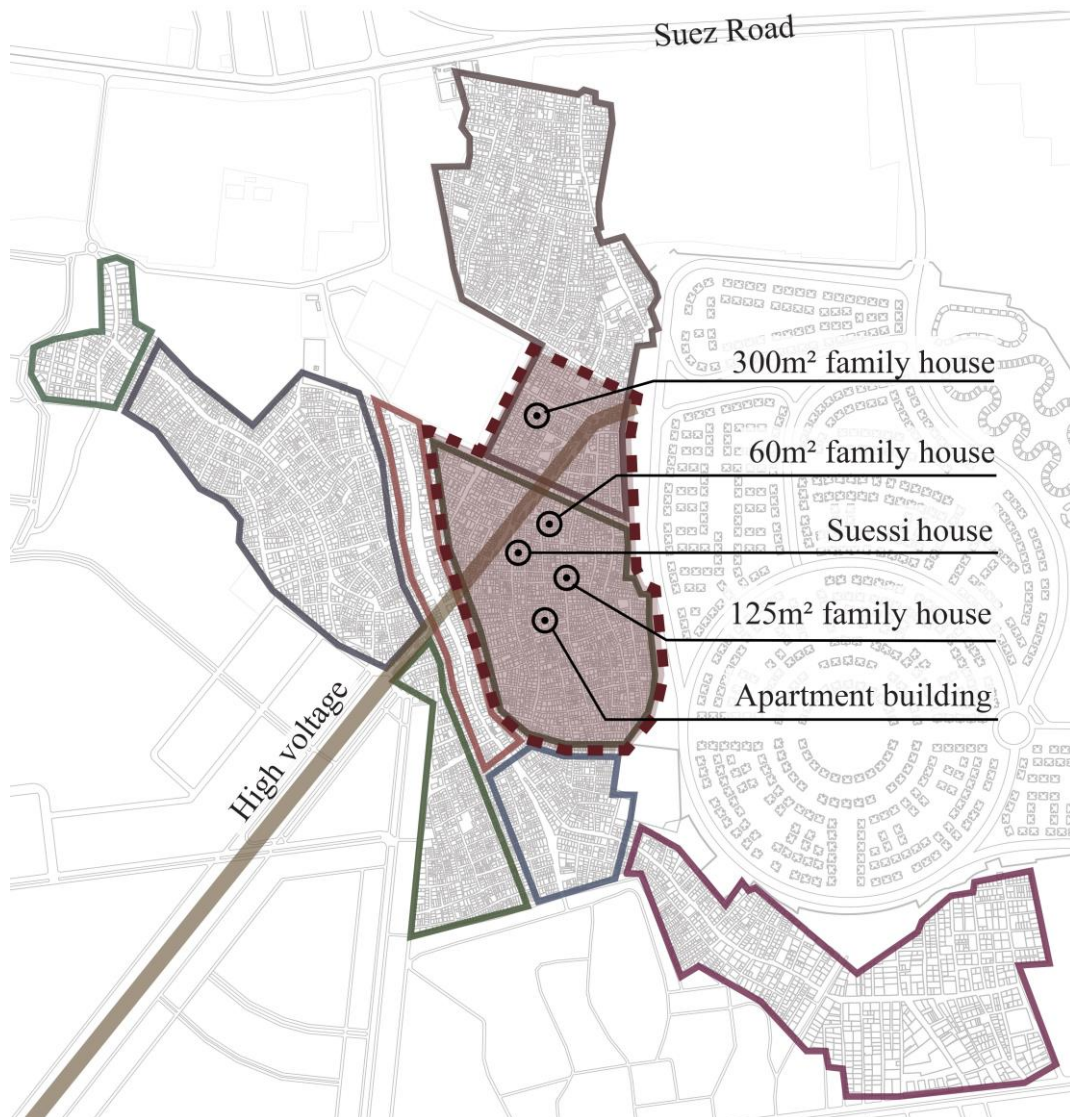 Suez Road
300m² family house
60m² family house
Suessi house
125m² family house
Apartment building
High voltage